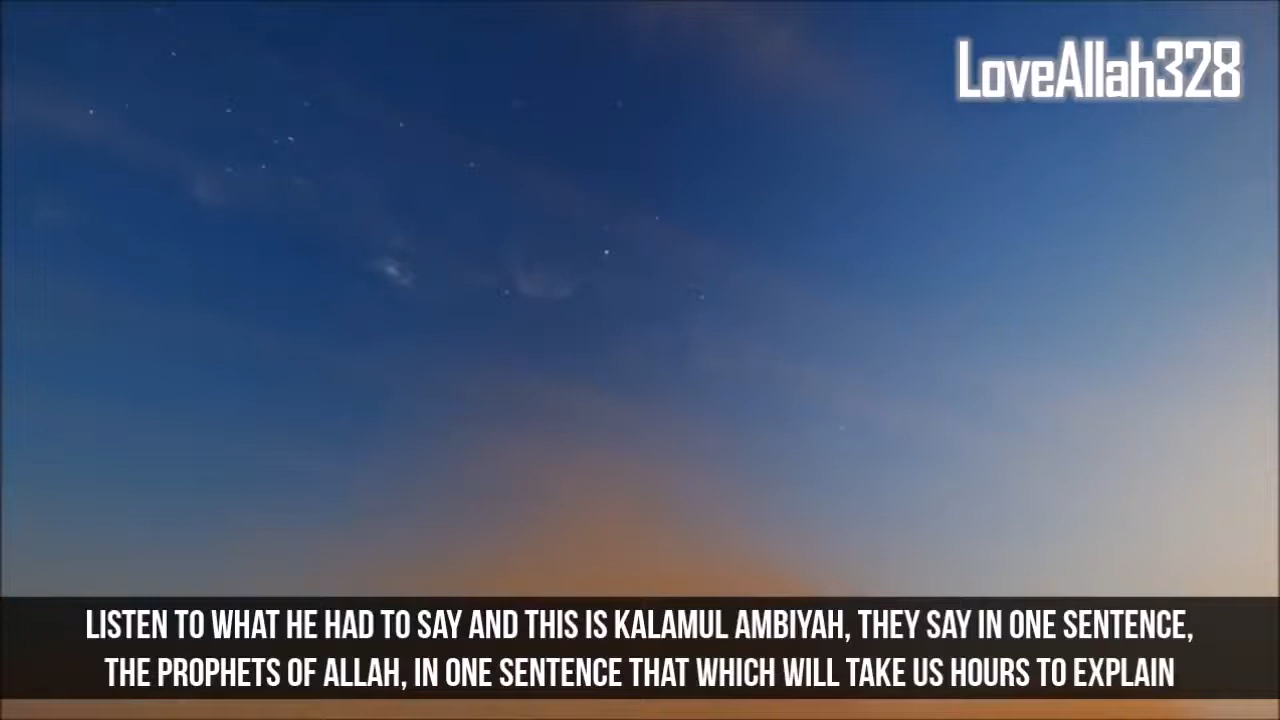 LoveAllah328
LISTEN TO WHAT HE HAD TO SAY AND THIS IS KALAMUL AMBIYAH, THEY SAY IN ONE SENTENCE,
THE PROPHETS OF ALLAH, IN ONE SENTENCE THAT WHICH WILL TAKE US HOURS TO EXPLAIN